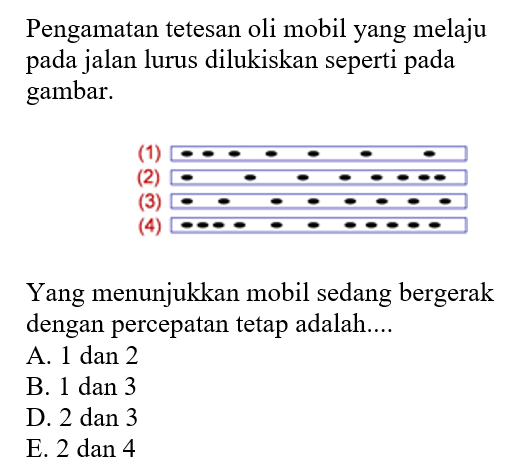 Pengamatan tetesan oli mobil yang melaju
pada jalan lurus dilukiskan seperti pada
gambar.
(1)
(2)
(3)
(4)
Yang menunjukkan mobil sedang bergerak
dengan percepatan tetap adalah....
A. 1 dan 2
B. 1 dan 3
D. 2 dan 3
E. 2 dan 4